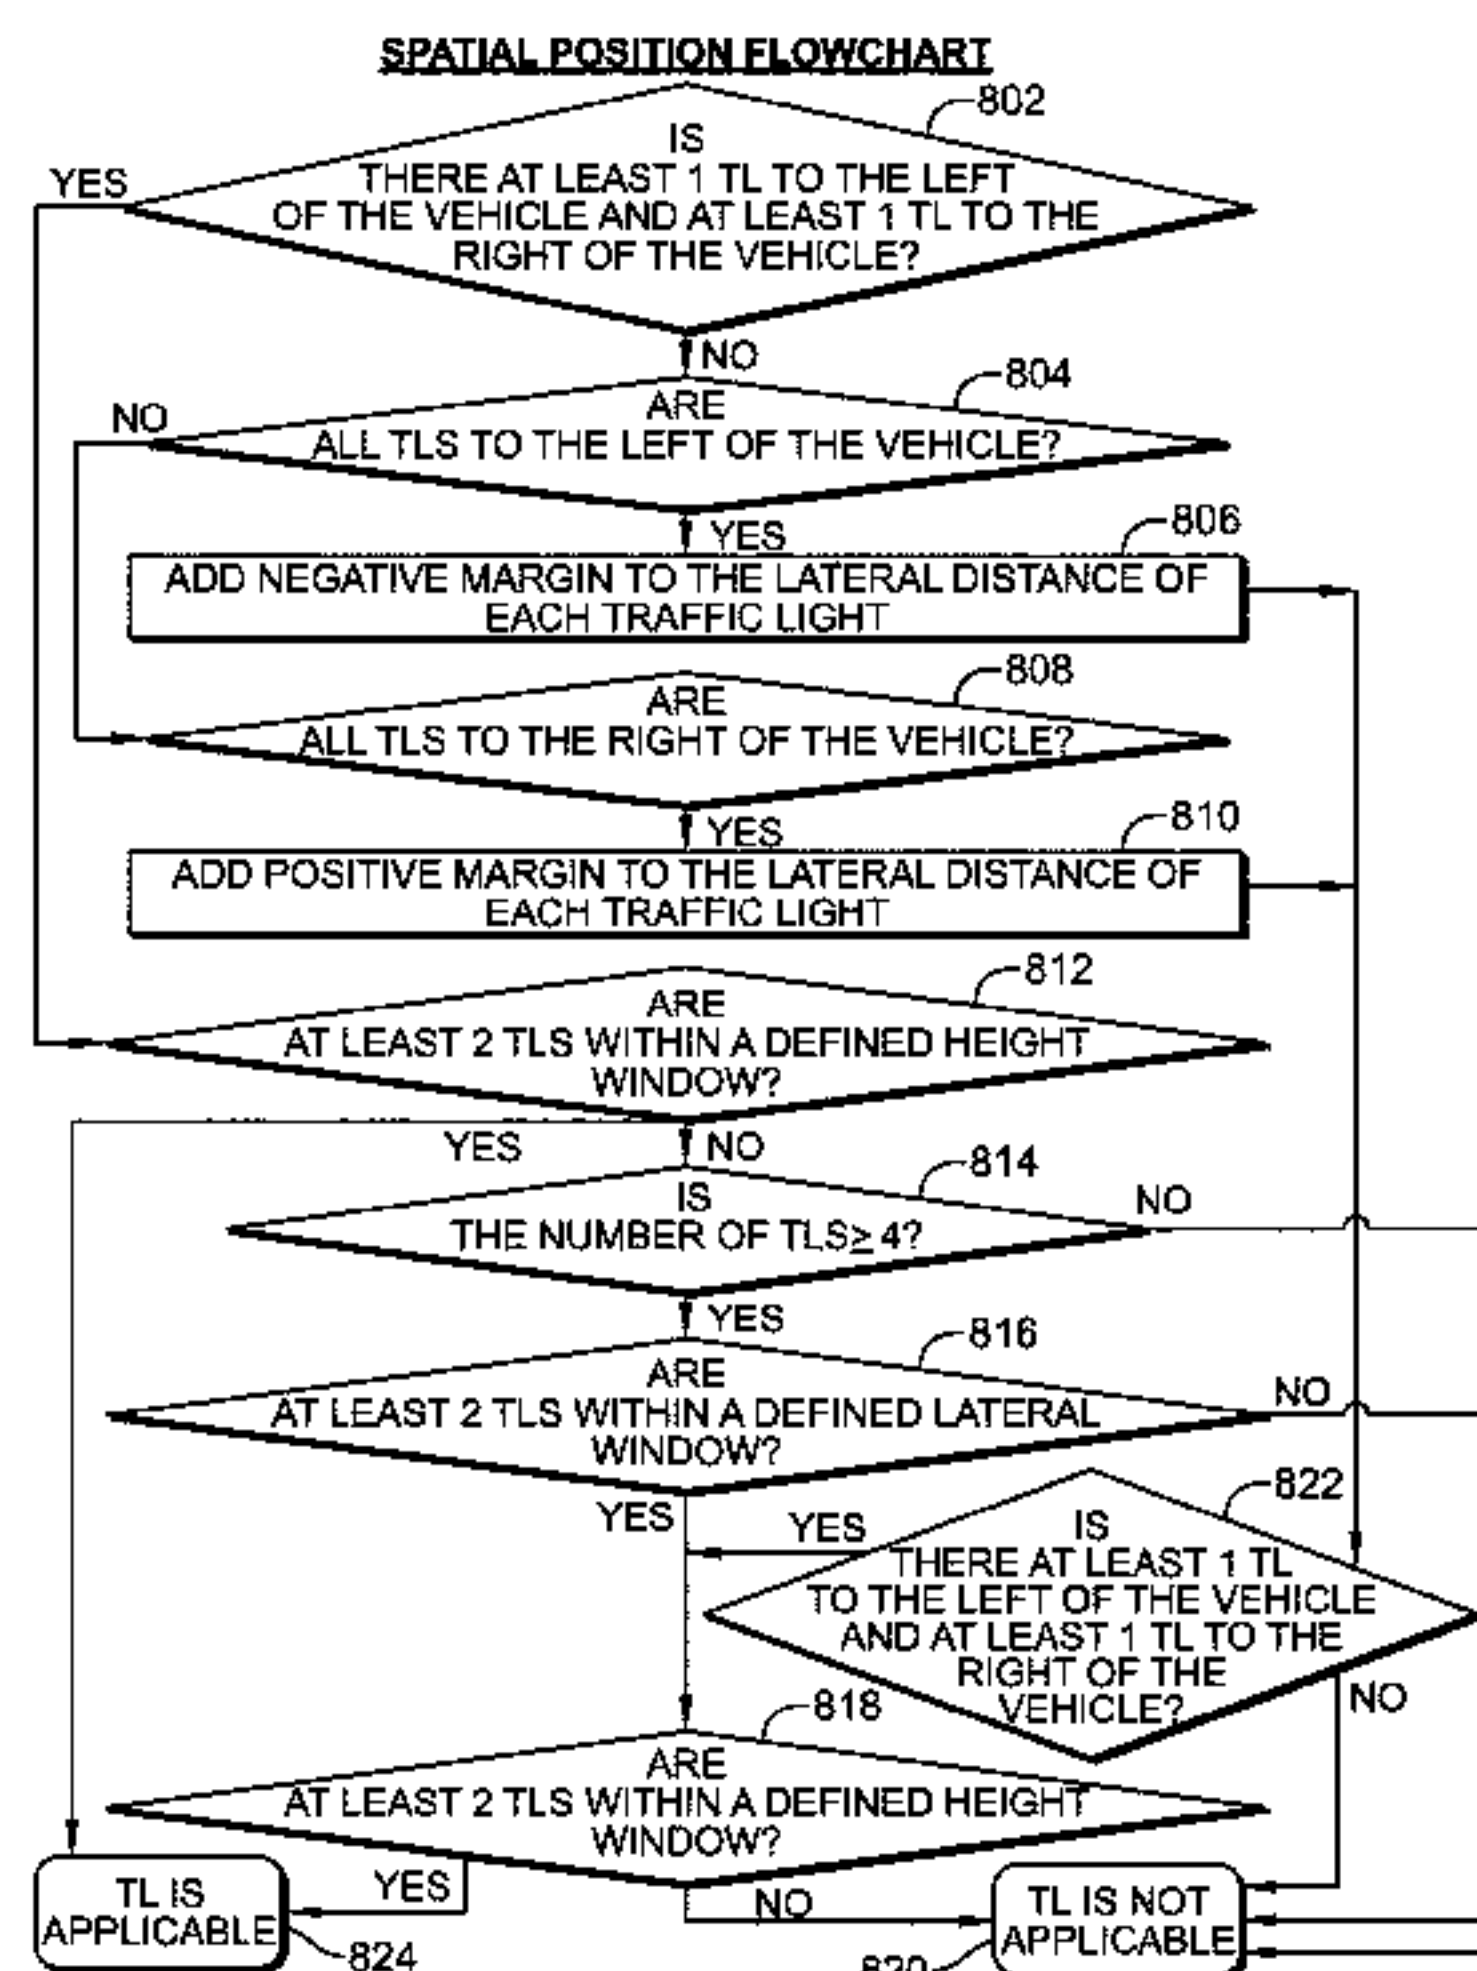 SPATIAL POSITION FLOWCHART
802
IS
THERE AT LEAST 1 TL TO THE LEFT
OF THE VEHICLE AND AT LEAST 1 TL TO THE
RIGHT OF THE VEHICLE?
YES
NO
804
ARE
ALL TLS TO THE LEFT OF THE VEHICLE?
NO
YES
806
ADD NEGATIVE MARGIN TO THE LATERAL DISTANCE OF
EACH TRAFFIC LIGHT
808
ARE
ALL TLS TO THE RIGHT OF THE VEHICLE?
YES
810
ADD POSITIVE MARGIN TO THE LATERAL DISTANCE OF
EACH TRAFFIC LIGHT
812
ARE
AT LEAST 2 TLS WITHIN A DEFINED HEIGHT
WINDOW?
YES
NO
814
IS
THE NUMBER OF TLS≥ 4?
NO
YES
816
ARE
AT LEAST 2 TLS WITHIN A DEFINED LATERAL
WINDOW?
NO
YES
822
IS
THERE AT LEAST 1 TL
TO THE LEFT OF THE VEHICLE
AND AT LEAST 1 TL TO THE
RIGHT OF THE
VEHICLE?
YES
NO
818
ARE
AT LEAST 2 TLS WITHIN A DEFINED HEIGHT
WINDOW?
YES
NO
TL IS
APPLICABLE
824
TL IS NOT
APPLICABLE
820